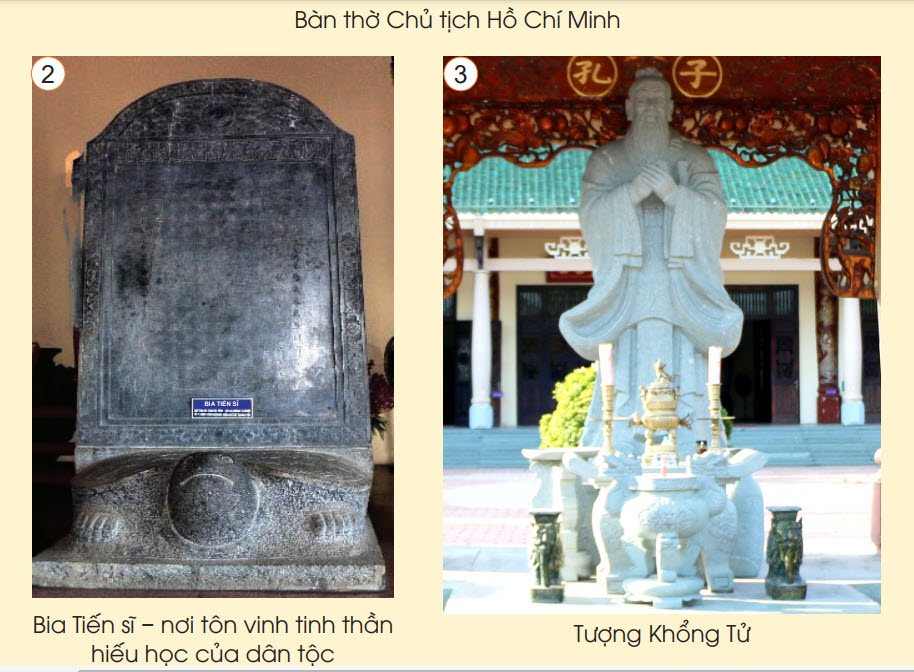 Bàn thờ Chủ tịch Hồ Chí Minh
2
3
孔
子
BIA TIẾN SĨ
Bia Tiến sĩ – nơi tôn vinh tinh thần
hiếu học của dân tộc
Tượng Khổng Tử